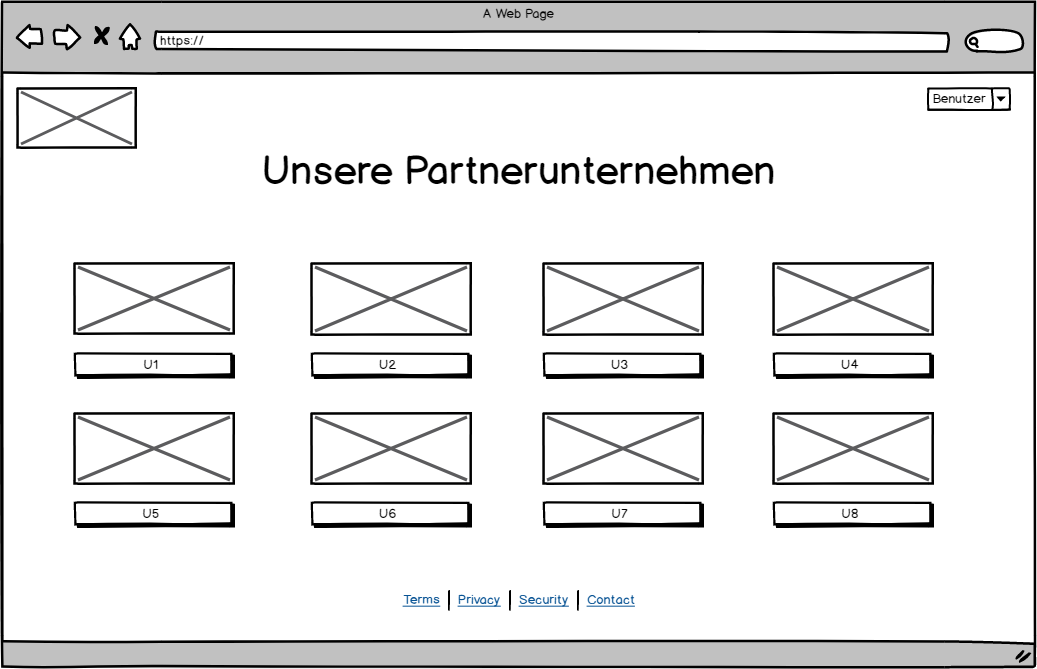 A Web Page
https://
Benutzer
Unsere Partnerunternehmen
U1 U2 U3 U4
U5 U6 U7 U8
Terms | Privacy | Security | Contact